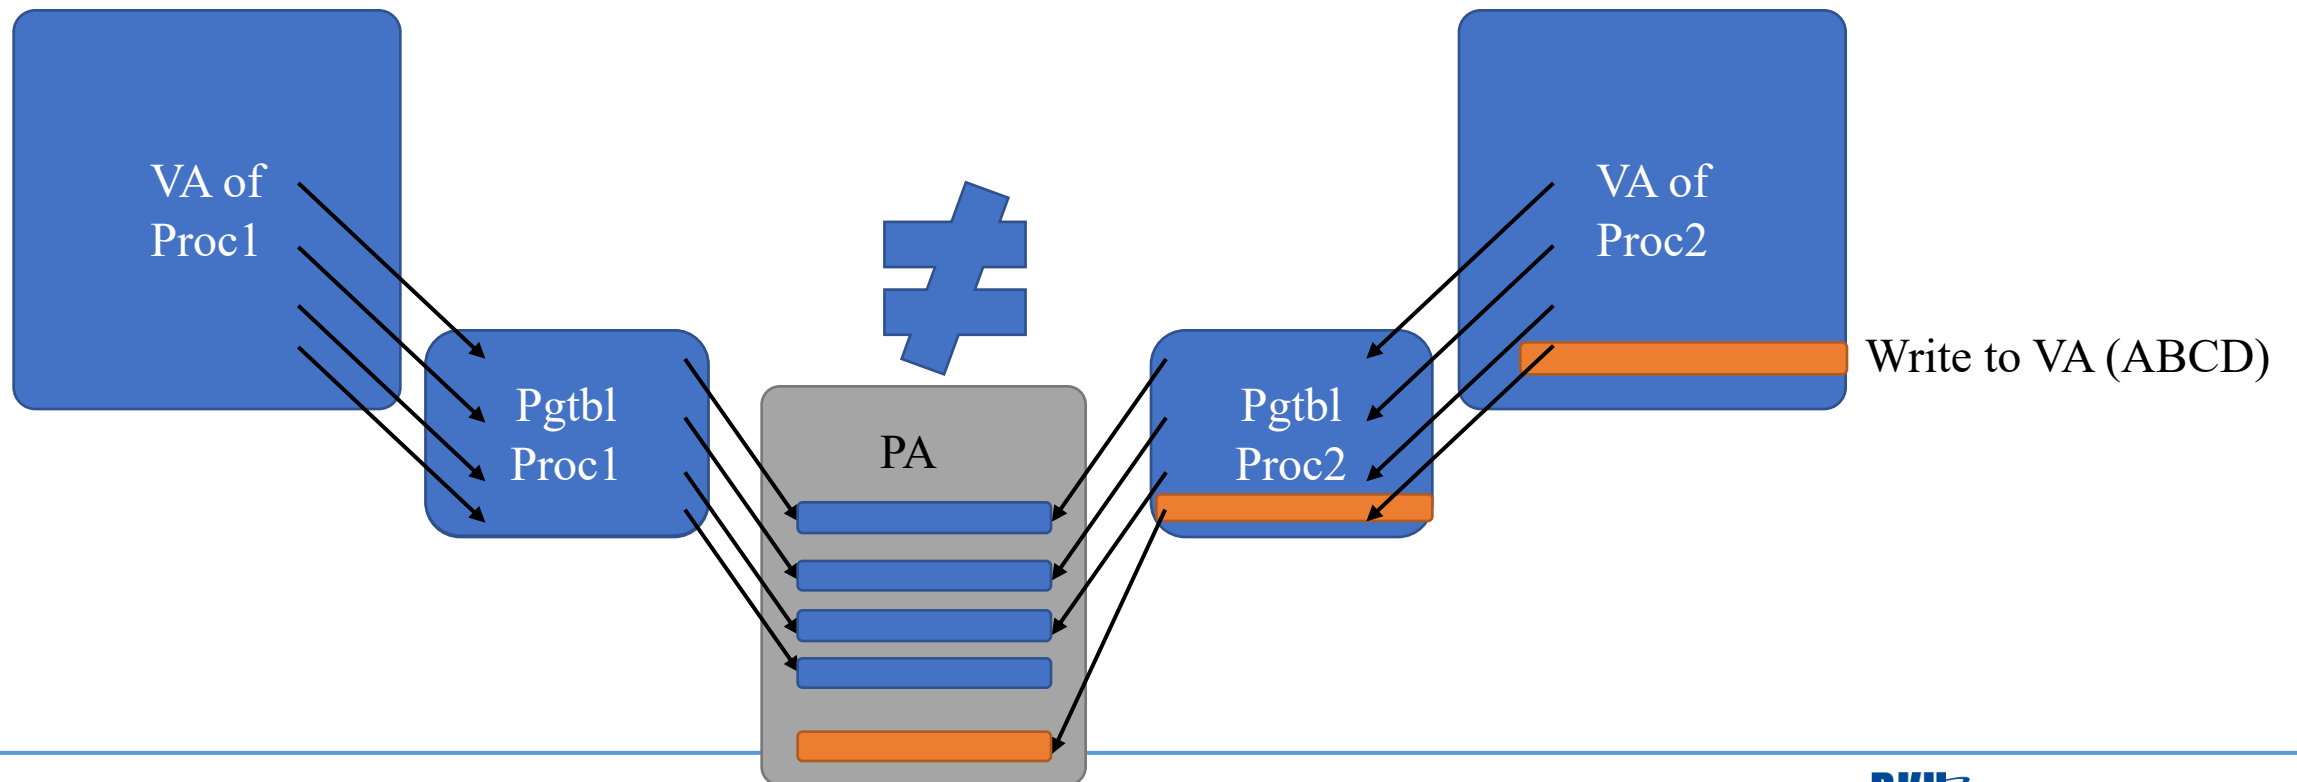 VA of
Proc1
VA of
Proc2
Write to VA (ABCD)
Pgtbl
Proc1
PA
Pgtbl
Proc2